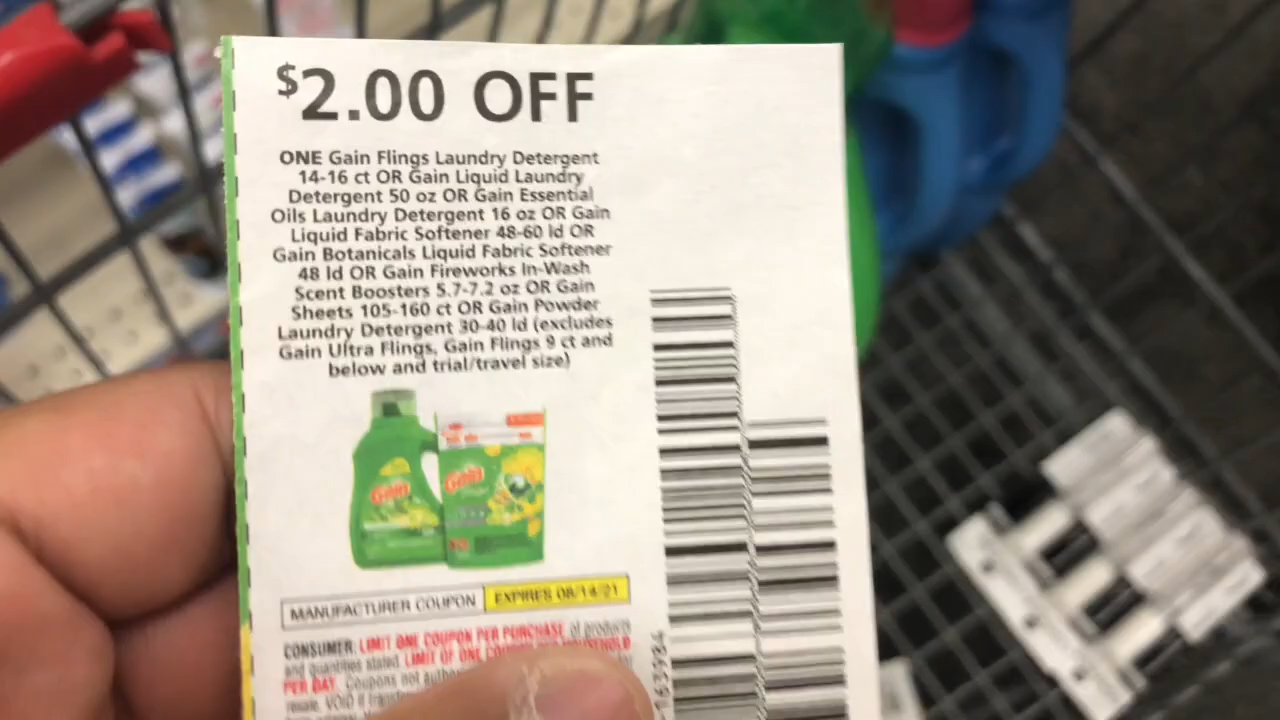 $2.00 OFF
ONE Gain Flings Laundry Detergent
14-16 ct OR Gain Liquid Laundry
Detergent 50 oz OR Gain Essential
Oils Laundry Detergent 16 oz OR Gain
Liquid Fabric Softener 48-60 ld OR
Gain Botanicals Liquid Fabric Softener
48 ld OR Gain Fireworks In-Wash
Scent Boosters 5.7-7.2 oz OR Gain
Sheets 105-160 ct OR Gain Powder
Laundry Detergent 30-40 ld (excludes
Gain Ultra Flings, Gain Flings 9 ct and
below and trial/travel size)
Gain
Gain
MANUFACTURER COUPON EXPIRES 08/14/21
CONSUMER: LIMIT ONE COUPON PER PURCHASE of products
and quantities stated. LIMIT OF ONE HOUSEHOLD
PER DAY. Coupons not
resale. VOID if
163984